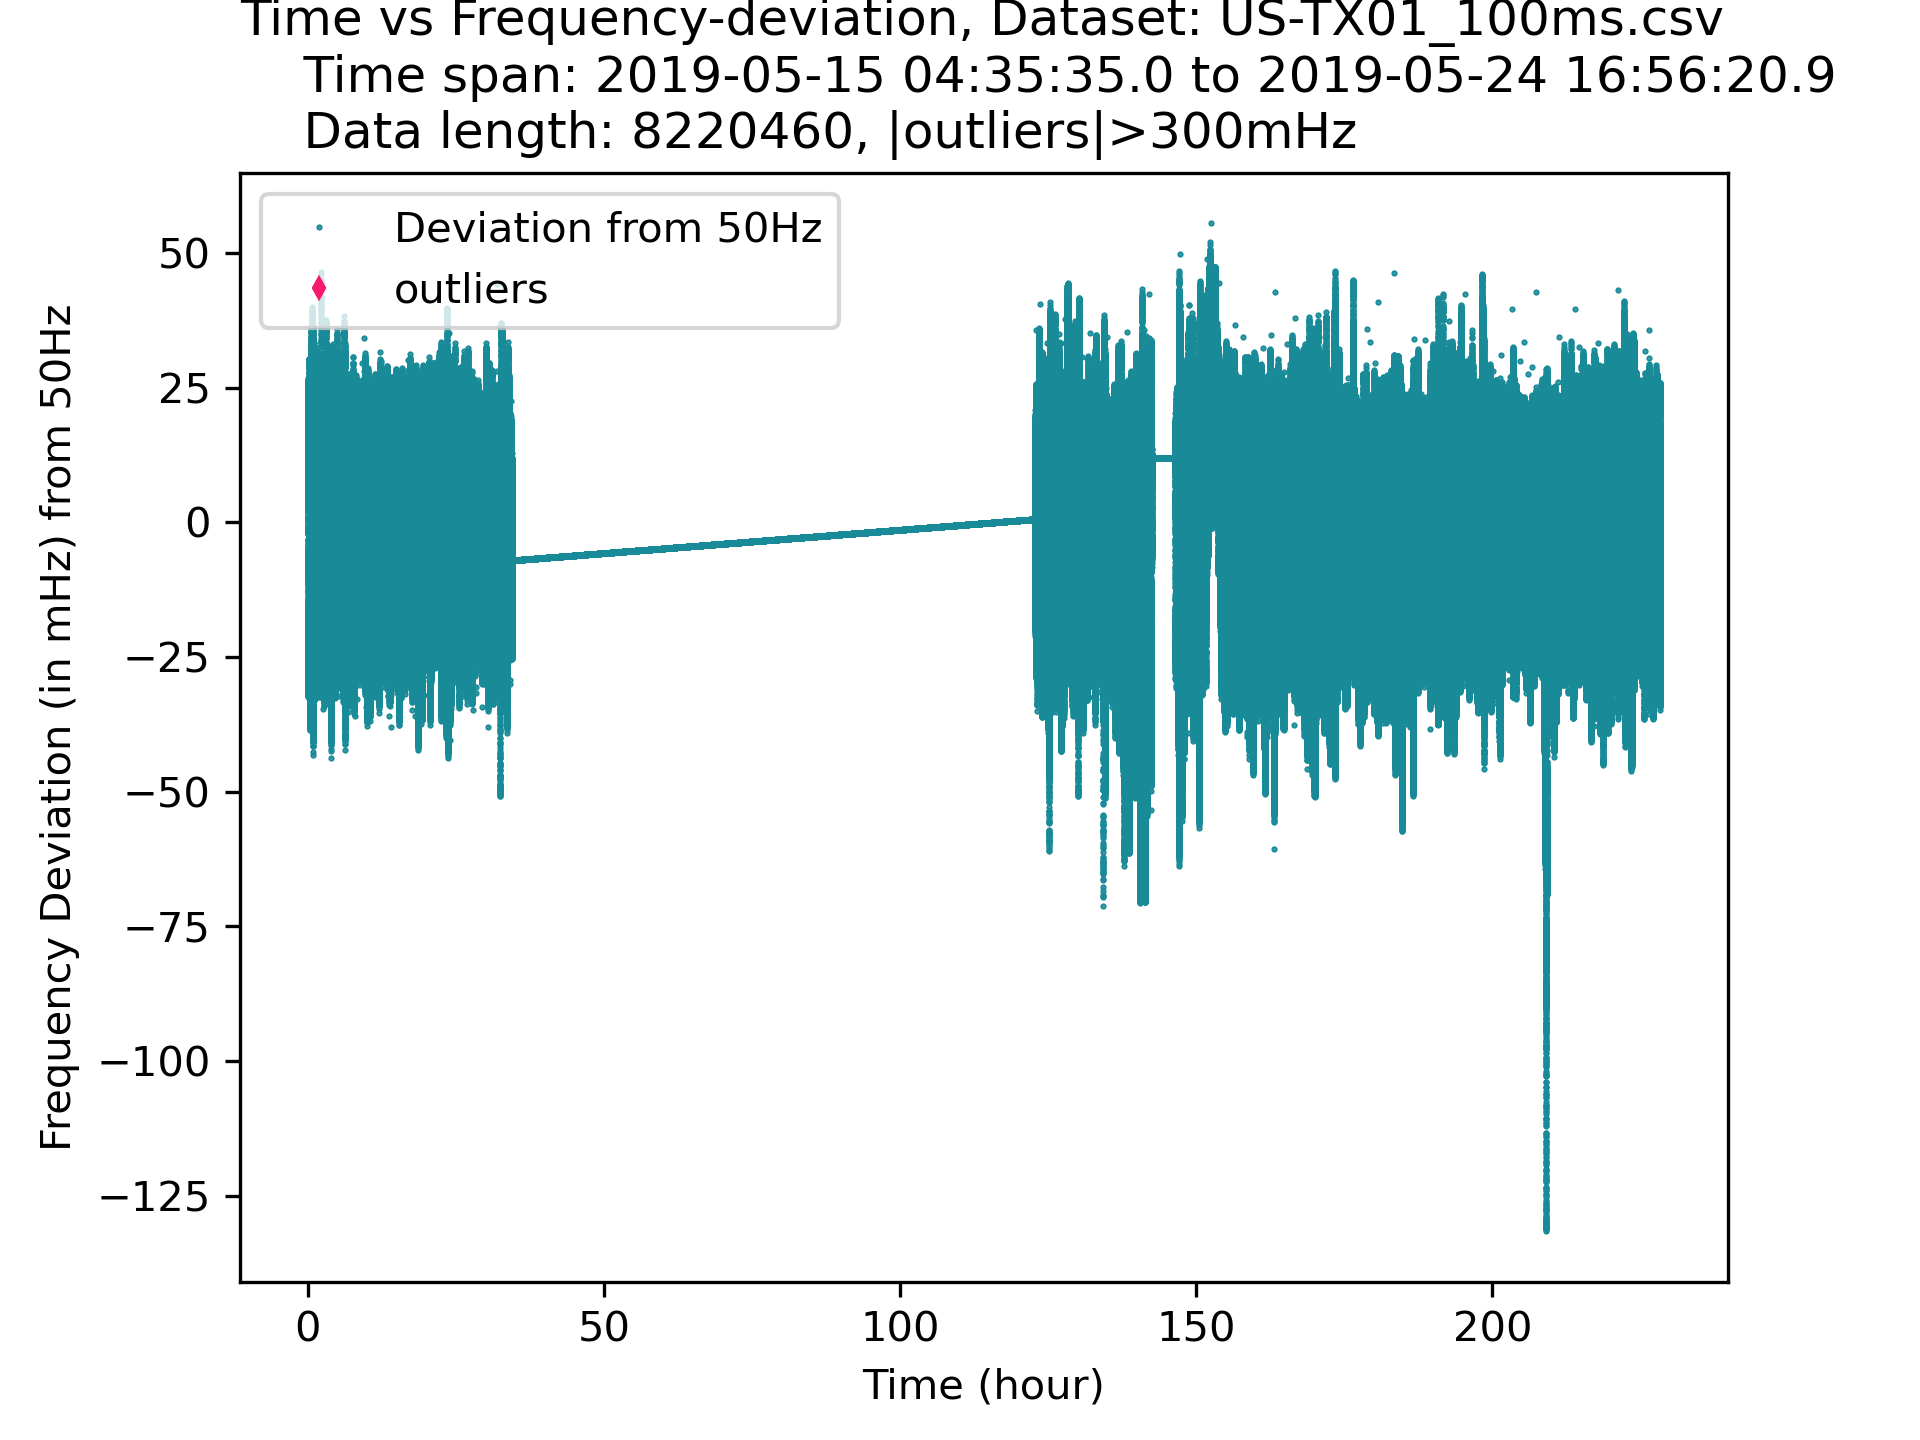 Time vs Frequency-deviation, Dataset: US-TX01_100ms.csv
Time span: 2019-05-15 04:35:35.0 to 2019-05-24 16:56:20.9
Data length: 8220460, |outliers|>300mHz
Deviation from 50Hz
outliers
Frequency Deviation (in mHz) from 50Hz
50
25
0
−25
−50
−75
−100
−125
0 50 100 150 200
Time (hour)